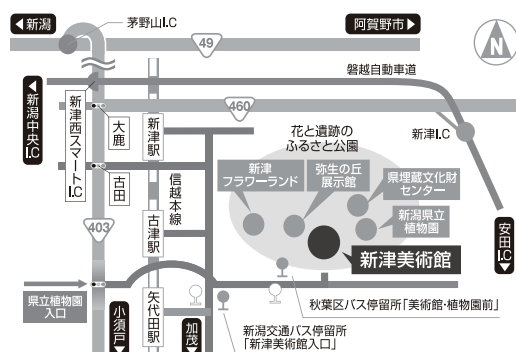 ◀新潟
茅野山I.C
阿賀野市▶
49
N
磐越自動車道
◀新潟中央I.C
新津西スマートI.C
大鹿
新津駅
460
花と遺跡の
ふるさと公園
新津I.C
古田
信越本線
新津
フラワーランド
弥生の丘
展示館
県埋蔵文化財
センター
新潟県立
植物園
403
古津駅
新津美術館
安田I.C▶
県立植物園
入口
小須戸▶
矢代田駅
加茂▶
秋葉区バス停留所「美術館・植物園前」
新潟交通バス停留所
「新津美術館入口」